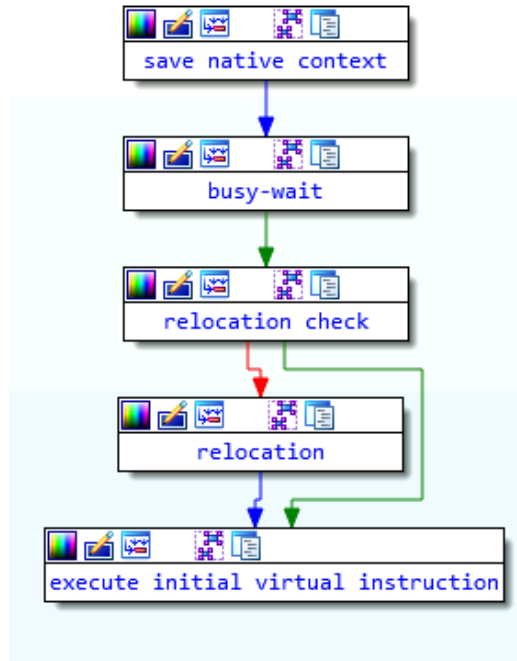 save native context
busy-wait
relocation check
relocation
execute initial virtual instruction